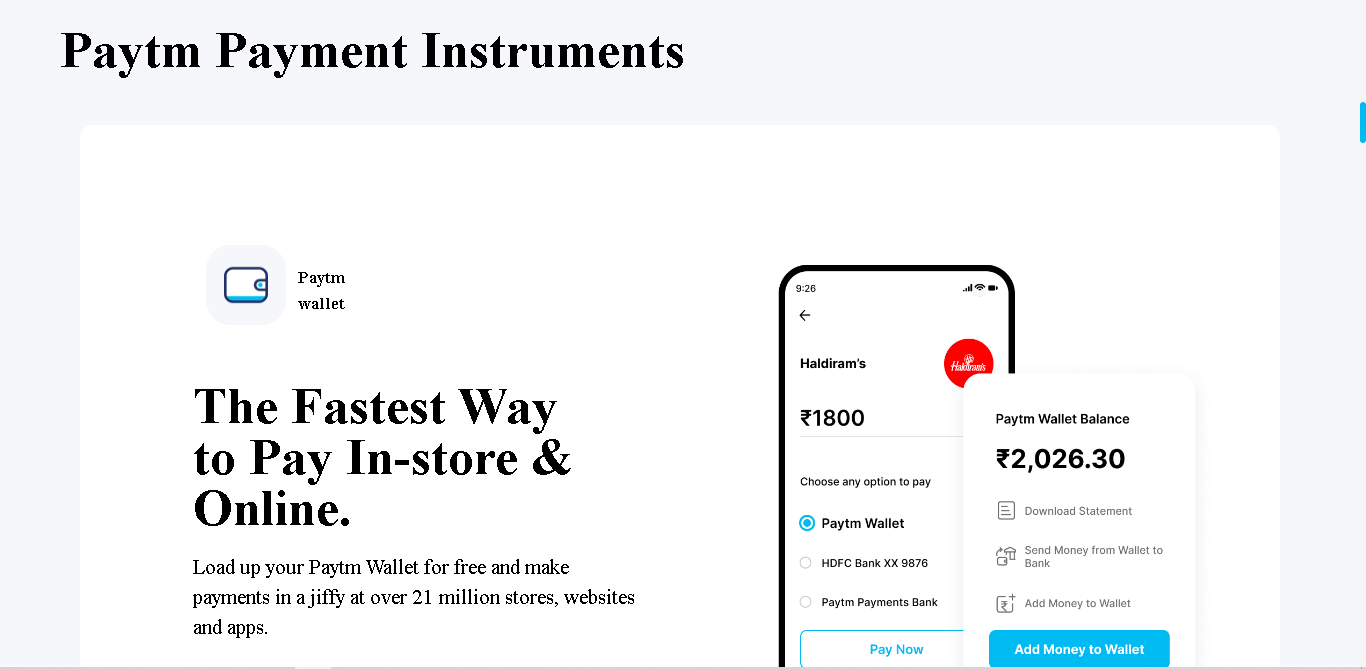 Paytm Payment Instruments
Paytm
wallet
The Fastest Way
to Pay In-store &
Online.
Load up your Paytm Wallet for free and make
payments in a jiffy at over 21 million stores, websites
and apps.
9:26
Haldiram's
Haldiram's
₹1800
Choose any option to pay
Paytm Wallet
HDFC Bank XX 9876
Paytm Payments Bank
Pay Now
Paytm Wallet Balance
₹2,026.30
Download Statement
Send Money from Wallet to
Bank
Add Money to Wallet
Add Money to Wallet